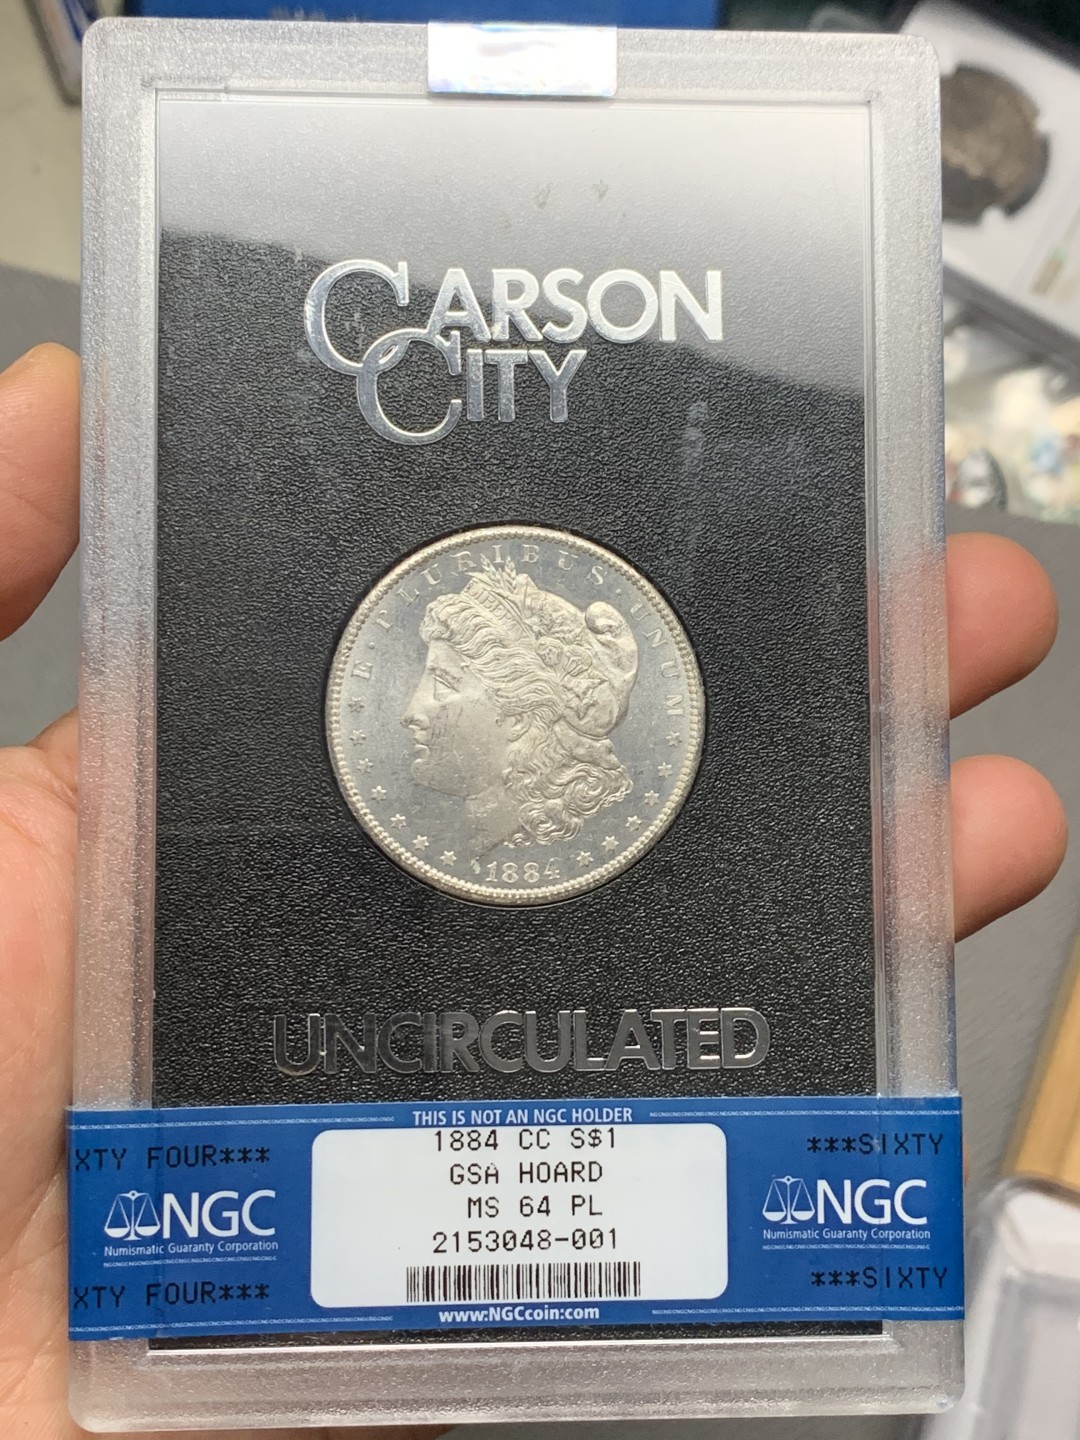 CARSON
CITY
E · PLURIBUS · UNUM
1884
UNCIRCULATED
THIS IS NOT AN NGC HOLDER
XTY FOUR***
1884 CC S$1
***SIXTY
GSA HOARD
NGC
MS 64 PL
NGC
Numismatic Guaranty Corporation
2153048-001
Numismatic Guaranty Corporation
XTY FOUR***
***SIXTY
www.NGCcoin.com